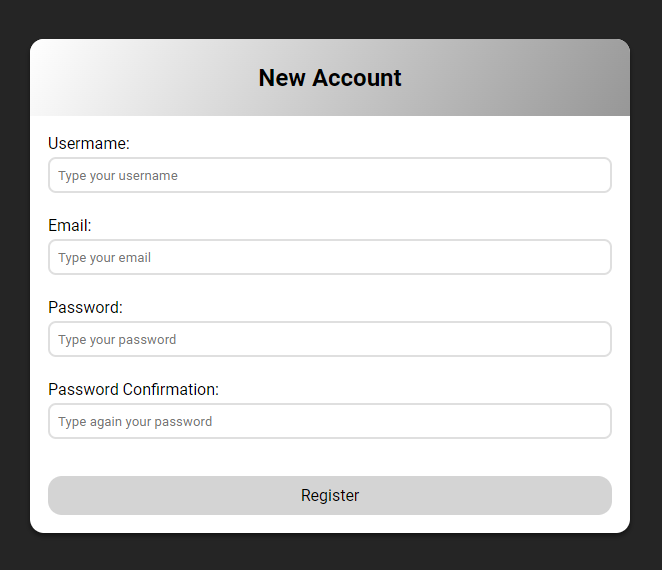 New Account
Username:
Type your username
Email:
Type your email
Password:
Type your password
Password Confirmation:
Type again your password
Register